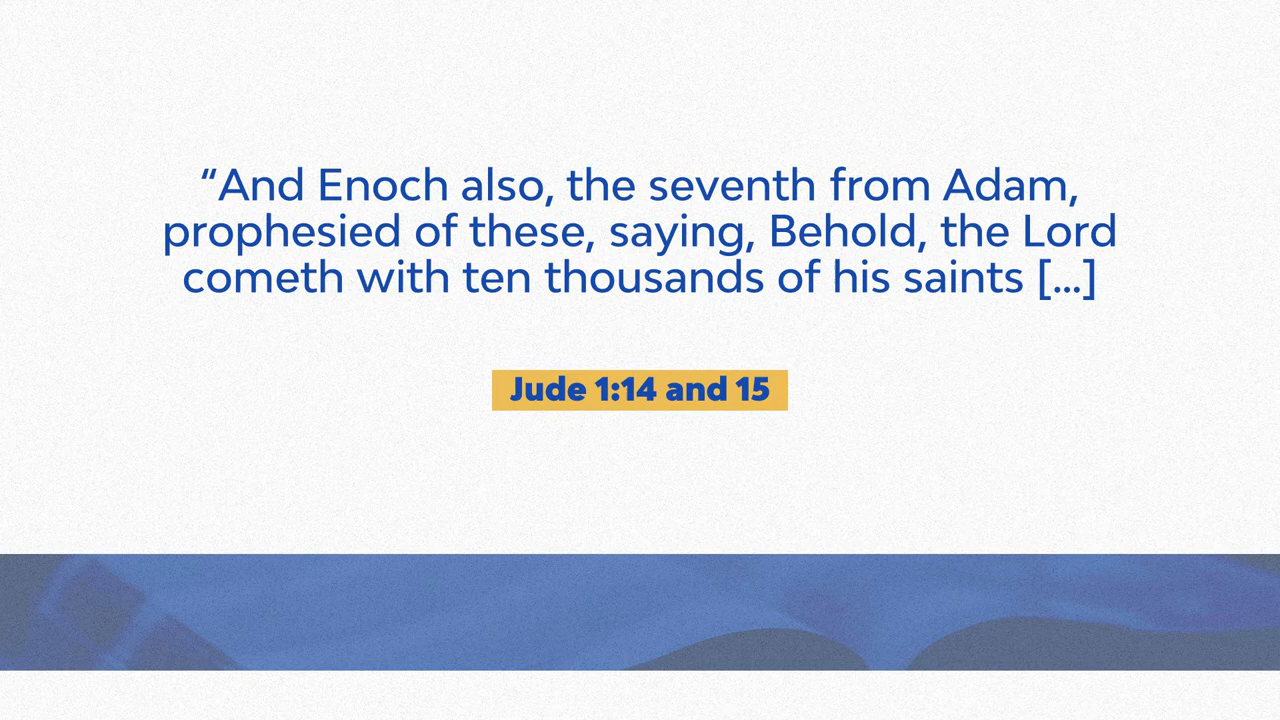 “And Enoch also, the seventh from Adam,
prophesied of these, saying, Behold, the Lord
cometh with ten thousands of his saints [...]
Jude 1:14 and 15